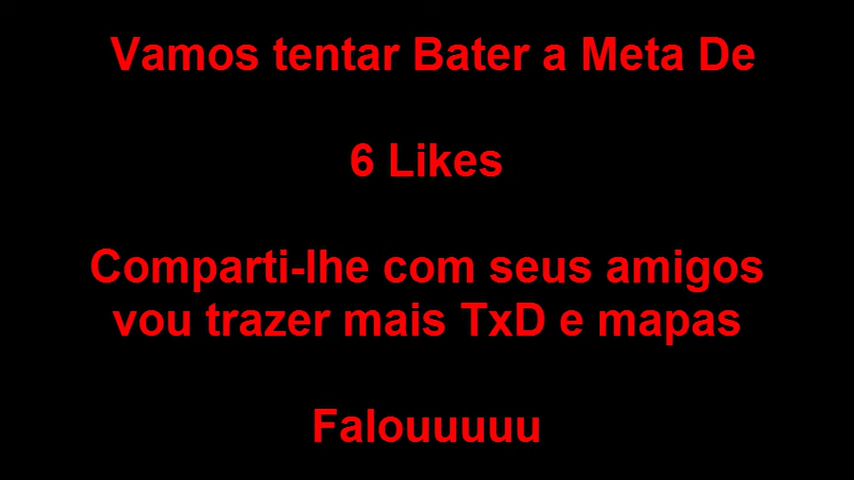 Vamos tentar Bater a Meta De
6 Likes
Comparti-lhe com seus amigos
vou trazer mais TxD e mapas
Falouuuuu